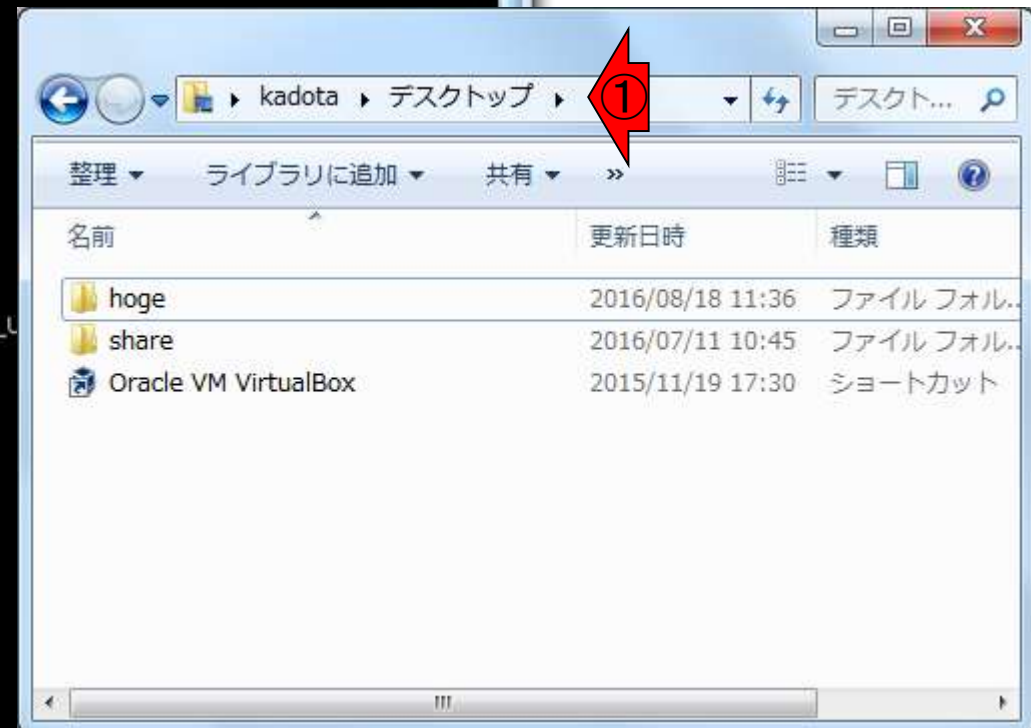 kadota デスクトップ ① デスクト...
整理 ライブラリに追加 共有 »
名前 更新日時 種類
hoge 2016/08/18 11:36 ファイル フォル...
share 2016/07/11 10:45 ファイル フォル...
Oracle VM VirtualBox 2015/11/19 17:30 ショートカット